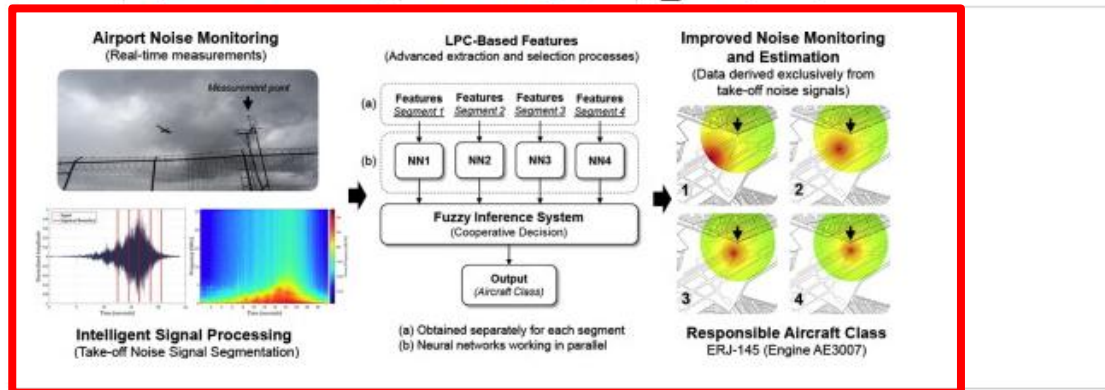 Airport Noise Monitoring
(Real-time measurements)
Measurement point
Intelligent Signal Processing
(Take-off Noise Signal Segmentation)
LPC-Based Features
(Advanced extraction and selection processes)
(a)
Features
Segment 1
Features
Segment 2
Features
Segment 3
Features
Segment 4
(b)
NN1
NN2
NN3
NN4
Fuzzy Inference System
(Cooperative Decision)
Output
(Aircraft Class)
(a) Obtained separately for each segment
(b) Neural networks working in parallel
Improved Noise Monitoring
and Estimation
(Data derived exclusively from
take-off noise signals)
1
2
3
4
Responsible Aircraft Class
ERJ-145 (Engine AE3007)